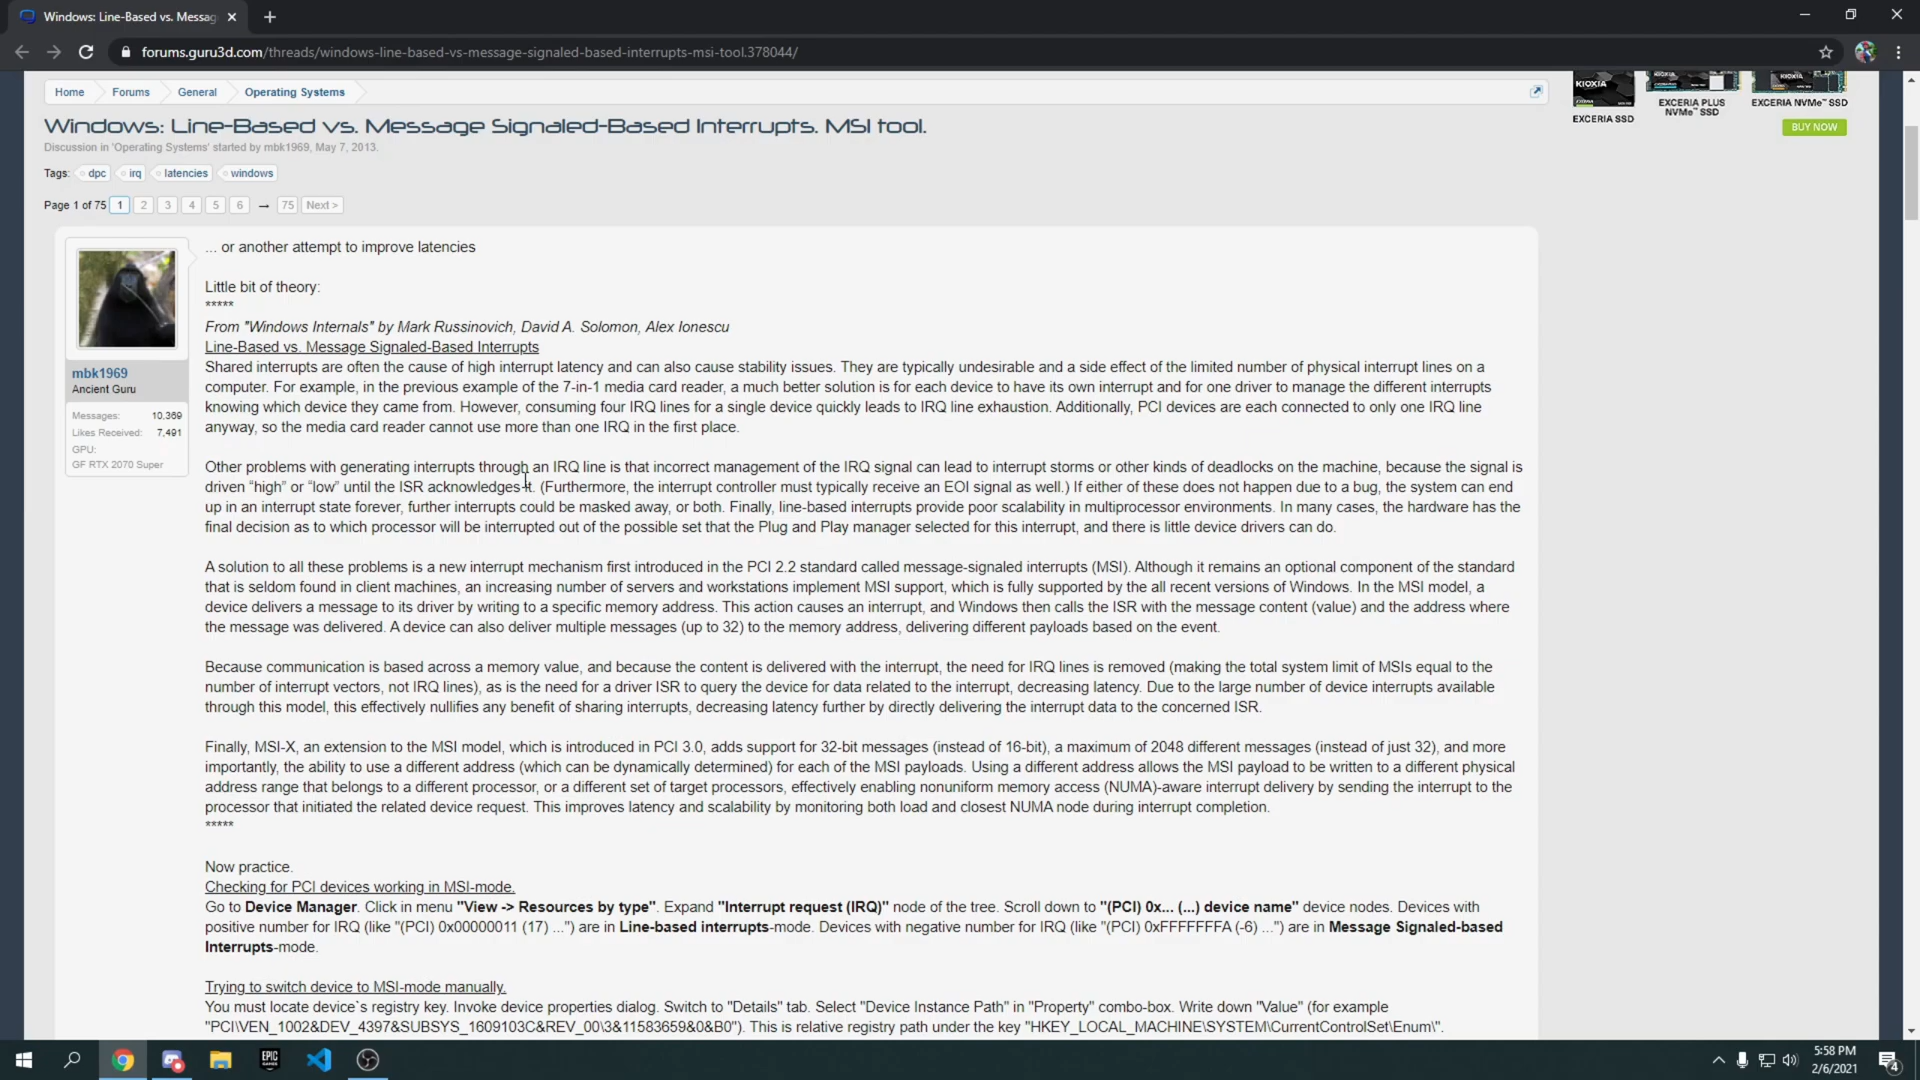 Windows: Line-Based vs. Messag
forums.guru3d.com/threads/windows-line-based-vs-message-signaled-based-interrupts-msi-tool.378044/
Home Forums General Operating Systems
KIOXIA KIOXIA KIOXIA
EXCERIA SSD
EXCERIA PLUS
NVMe™ SSD
EXCERIA NVMe™ SSD
BUY NOW
Windows: Line-Based vs. Message Signaled-Based Interrupts. MSI tool.
Discussion in 'Operating Systems' started by mbk1969, May 7, 2013.
Tags: dpc irq latencies windows
Page 1 of 75 1 2 3 4 5 6 → 75 Next >
mbk1969
Ancient Guru
Messages: 10,369
Likes Received: 7,491
GPU:
GF RTX 2070 Super
... or another attempt to improve latencies
Little bit of theory:
*****
From "Windows Internals" by Mark Russinovich, David A. Solomon, Alex Ionescu
Line-Based vs. Message Signaled-Based Interrupts
Shared interrupts are often the cause of high interrupt latency and can also cause stability issues. They are typically undesirable and a side effect of the limited number of physical interrupt lines on a
computer. For example, in the previous example of the 7-in-1 media card reader, a much better solution is for each device to have its own interrupt and for one driver to manage the different interrupts
knowing which device they came from. However, consuming four IRQ lines for a single device quickly leads to IRQ line exhaustion. Additionally, PCI devices are each connected to only one IRQ line
anyway, so the media card reader cannot use more than one IRQ in the first place.
Other problems with generating interrupts through an IRQ line is that incorrect management of the IRQ signal can lead to interrupt storms or other kinds of deadlocks on the machine, because the signal is
driven “high” or “low” until the ISR acknowledges it. (Furthermore, the interrupt controller must typically receive an EOI signal as well.) If either of these does not happen due to a bug, the system can end
up in an interrupt state forever, further interrupts could be masked away, or both. Finally, line-based interrupts provide poor scalability in multiprocessor environments. In many cases, the hardware has the
final decision as to which processor will be interrupted out of the possible set that the Plug and Play manager selected for this interrupt, and there is little device drivers can do.
A solution to all these problems is a new interrupt mechanism first introduced in the PCI 2.2 standard called message-signaled interrupts (MSI). Although it remains an optional component of the standard
that is seldom found in client machines, an increasing number of servers and workstations implement MSI support, which is fully supported by the all recent versions of Windows. In the MSI model, a
device delivers a message to its driver by writing to a specific memory address. This action causes an interrupt, and Windows then calls the ISR with the message content (value) and the address where
the message was delivered. A device can also deliver multiple messages (up to 32) to the memory address, delivering different payloads based on the event.
Because communication is based across a memory value, and because the content is delivered with the interrupt, the need for IRQ lines is removed (making the total system limit of MSIs equal to the
number of interrupt vectors, not IRQ lines), as is the need for a driver ISR to query the device for data related to the interrupt, decreasing latency. Due to the large number of device interrupts available
through this model, this effectively nullifies any benefit of sharing interrupts, decreasing latency further by directly delivering the interrupt data to the concerned ISR.
Finally, MSI-X, an extension to the MSI model, which is introduced in PCI 3.0, adds support for 32-bit messages (instead of 16-bit), a maximum of 2048 different messages (instead of just 32), and more
importantly, the ability to use a different address (which can be dynamically determined) for each of the MSI payloads. Using a different address allows the MSI payload to be written to a different physical
address range that belongs to a different processor, or a different set of target processors, effectively enabling nonuniform memory access (NUMA)-aware interrupt delivery by sending the interrupt to the
processor that initiated the related device request. This improves latency and scalability by monitoring both load and closest NUMA node during interrupt completion.
*****
Now practice.
Checking for PCI devices working in MSI-mode.
Go to Device Manager. Click in menu "View -> Resources by type". Expand "Interrupt request (IRQ)" node of the tree. Scroll down to "(PCI) 0x... (...) device name" device nodes. Devices with
positive number for IRQ (like "(PCI) 0x00000011 (17) ...") are in Line-based interrupts-mode. Devices with negative number for IRQ (like "(PCI) 0xFFFFFFFA (-6) ...") are in Message Signaled-based
Interrupts-mode.
Trying to switch device to MSI-mode manually.
You must locate device`s registry key. Invoke device properties dialog. Switch to "Details" tab. Select "Device Instance Path" in "Property" combo-box. Write down "Value" (for example
"PCI\VEN_1002&DEV_4397&SUBSYS_1609103C&REV_00\3&11583659&0&B0"). This is relative registry path under the key "HKEY_LOCAL_MACHINE\SYSTEM\CurrentControlSet\Enum\".
EPIC
GAMES
5:58 PM
2/6/2021
4